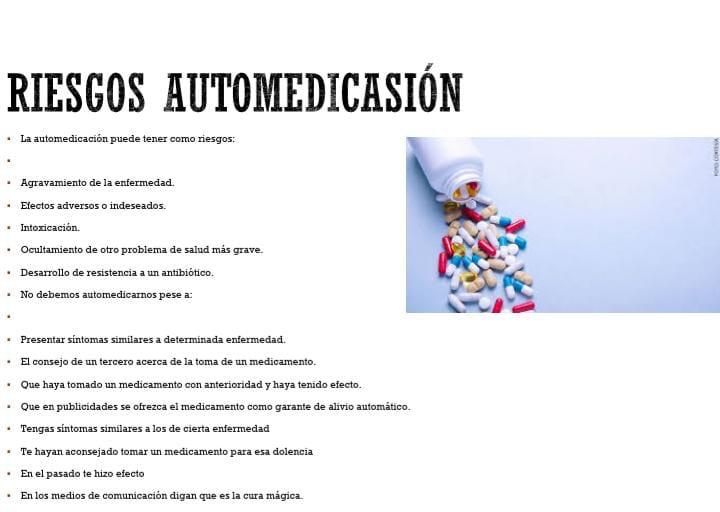 RIESGOS AUTOMEDICASIÓN
La automedicación puede tener como riesgos:
Agravamiento de la enfermedad.
Efectos adversos o indeseados.
Intoxicación.
Ocultamiento de otro problema de salud más grave.
Desarrollo de resistencia a un antibiótico.
No debemos automedicarnos pese a:
Presentar síntomas similares a determinada enfermedad.
El consejo de un tercero acerca de la toma de un medicamento.
Que haya tomado un medicamento con anterioridad y haya tenido efecto.
Que en publicidades se ofrezca el medicamento como garante de alivio automático.
Tengas síntomas similares a los de cierta enfermedad
Te hayan aconsejado tomar un medicamento para esa dolencia
En el pasado te hizo efecto
En los medios de comunicación digan que es la cura mágica.
FOTO: CORTESÍA